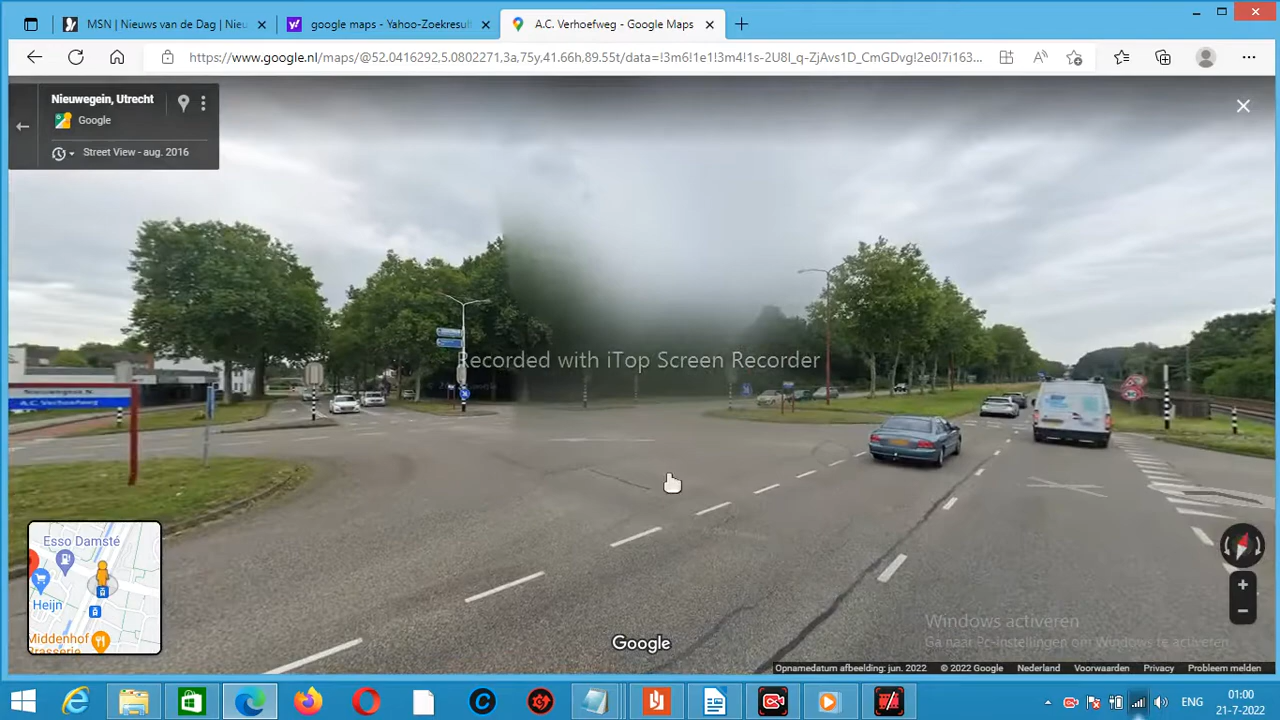 MSN | Nieuws van de Dag | Nieu
google maps - Yahoo-Zoekresult
A.C. Verhoefweg - Google Maps
https://www.google.nl/maps/@52.0416292,5.0802271,3a,75y,41.66h,89.55t/data=!3m6!1e1!3m4!1s-2U8l_q-ZjAvs1D_CmGDvgl!2e0!7i163...
Nieuwegein, Utrecht
Google
Street View - aug. 2016
Recorded with iTop Screen Recorder
Nieuwegein N.
A.C. Verhoefweg
Esso Damsté
Heijn
Middenhof
Brasserie
Google
Windows activeren
Ga naar Pc-instellingen om Windows te activeren
Opnamedatum afbeelding: jun. 2022 © 2022 Google Nederland Voorwaarden Privacy Probleem melden
ENG
01:00
21-7-2022